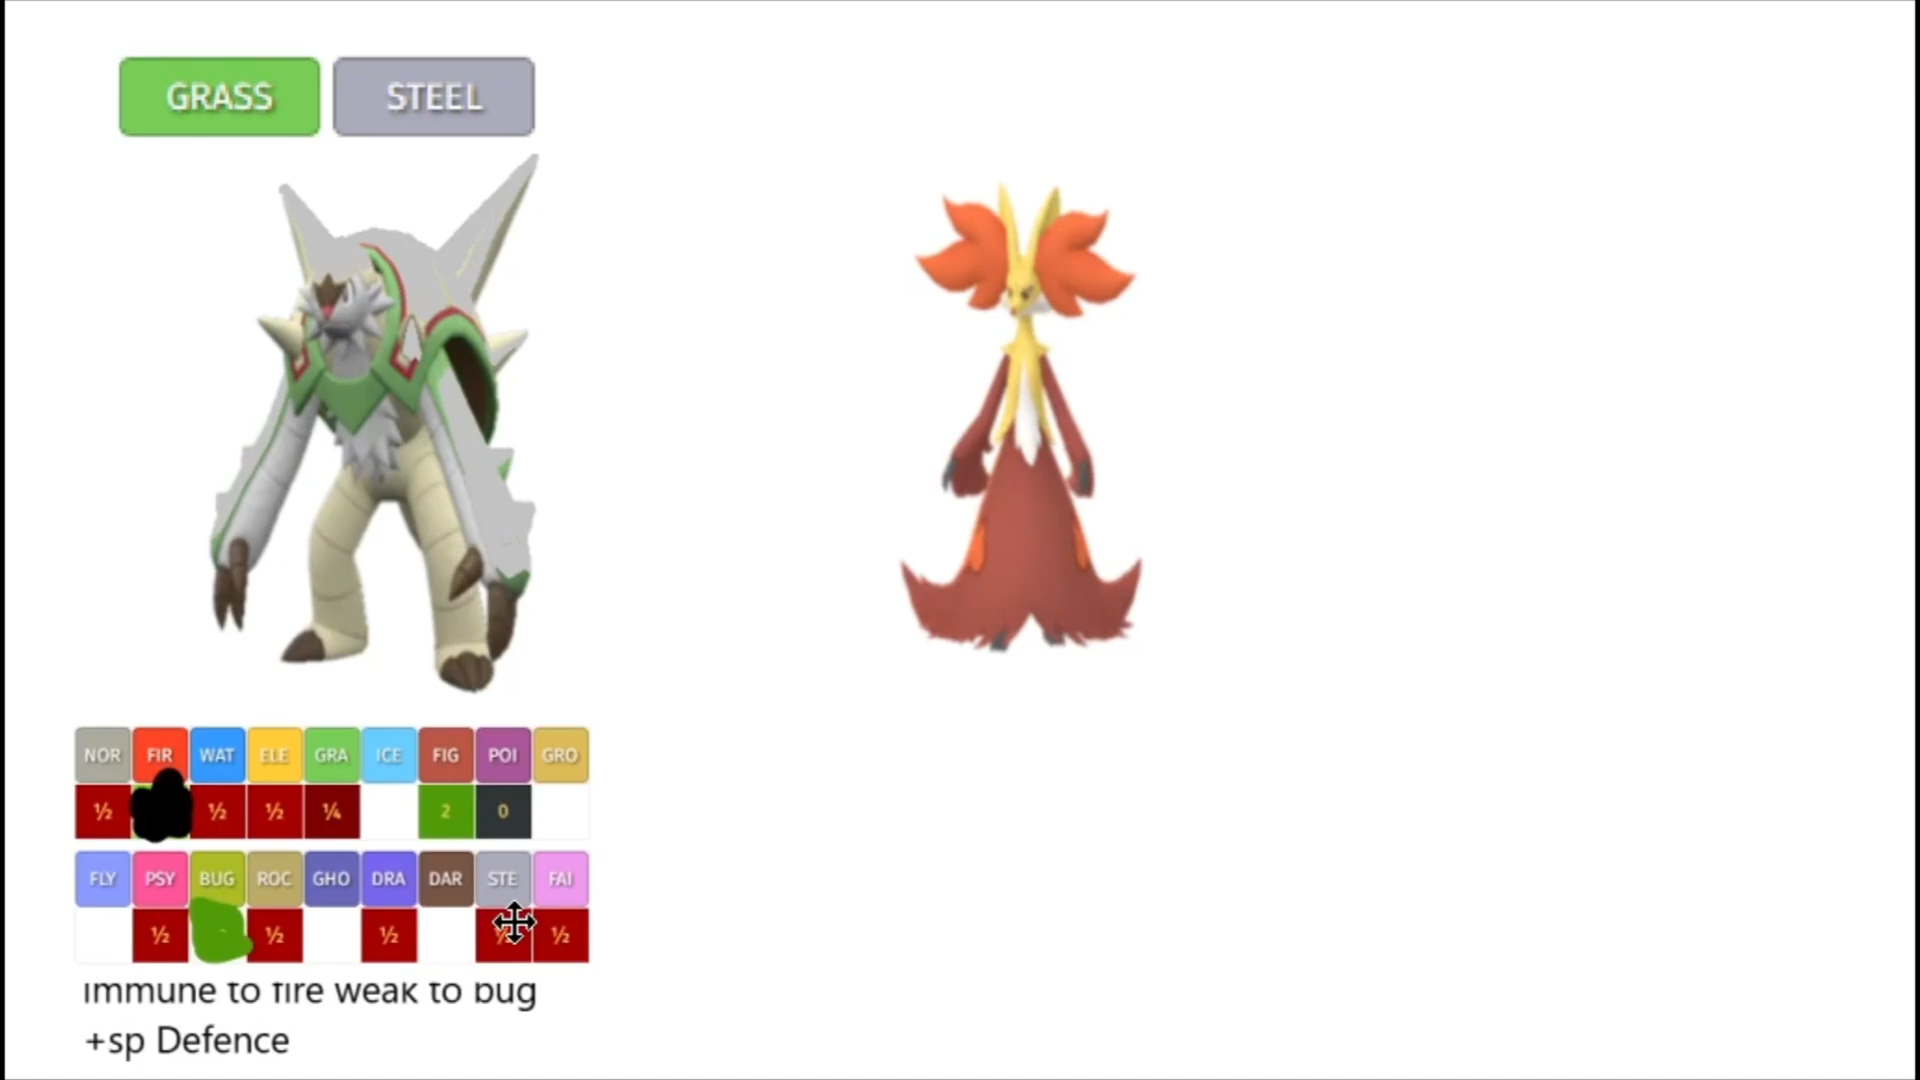 GRASS STEEL
NOR FIR WAT ELE GRA ICE FIG POI GRO
½ ½ ½ ¼ 2 0
FLY PSY BUG ROC GHO DRA DAR STE FAI
½ ½ ½ ½ ½
immune to fire weak to bug
+sp Defence